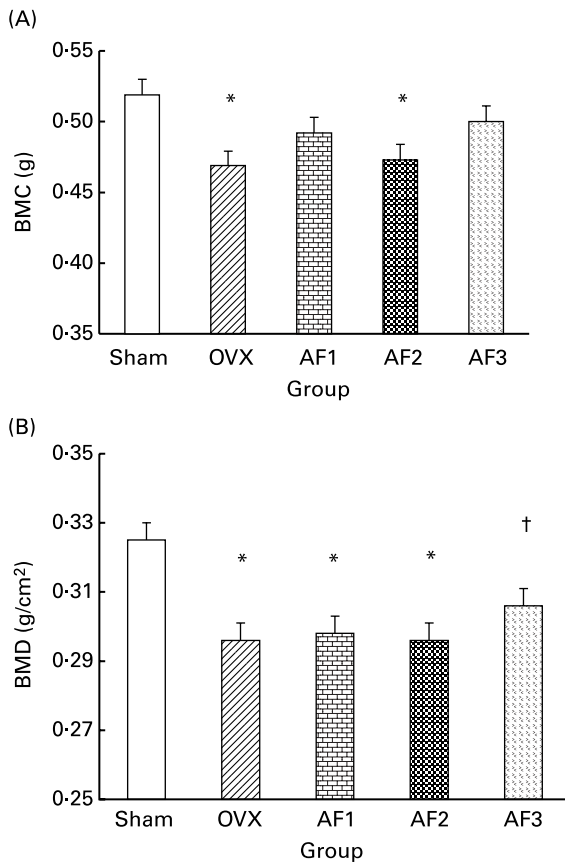 (A)
0·55
0·50
0·45
0·40
0·35
BMC (g)
* *
Sham OVX AF1 AF2 AF3
Group
(B)
0·35
0·33
0·31
0·29
0·27
0·25
BMD (g/cm²)
* * * †
Sham OVX AF1 AF2 AF3
Group